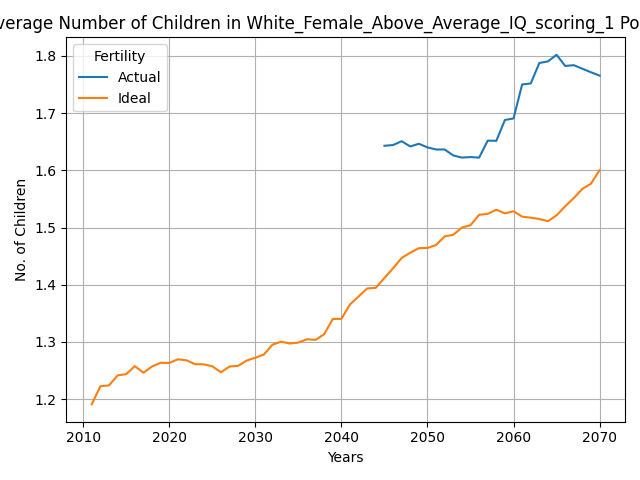 verage Number of Children in White_Female_Above_Average_IQ_scoring_1 Po
Fertility
Actual
Ideal
No. of Children
1.8
1.7
1.6
1.5
1.4
1.3
1.2
2010 2020 2030 2040 2050 2060 2070
Years